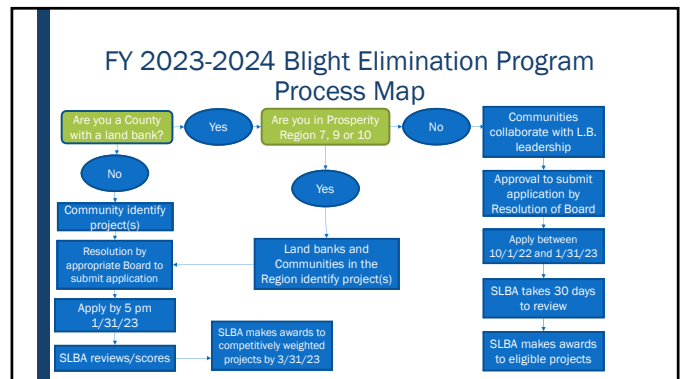 FY 2023-2024 Blight Elimination Program
Process Map
Are you a County
with a land bank?
Yes
Are you in Prosperity
Region 7, 9 or 10
No
Communities
collaborate with L.B.
leadership
No
Yes
Approval to submit
application by
Resolution of Board
Community identify
project(s)
Resolution by
appropriate Board to
submit application
Land banks and
Communities in the
Region identify project(s)
Apply between
10/1/22 and 1/31/23
Apply by 5 pm
1/31/23
SLBA takes 30 days
to review
SLBA reviews/scores
SLBA makes awards to
competitively weighted
projects by 3/31/23
SLBA makes awards
to eligible projects